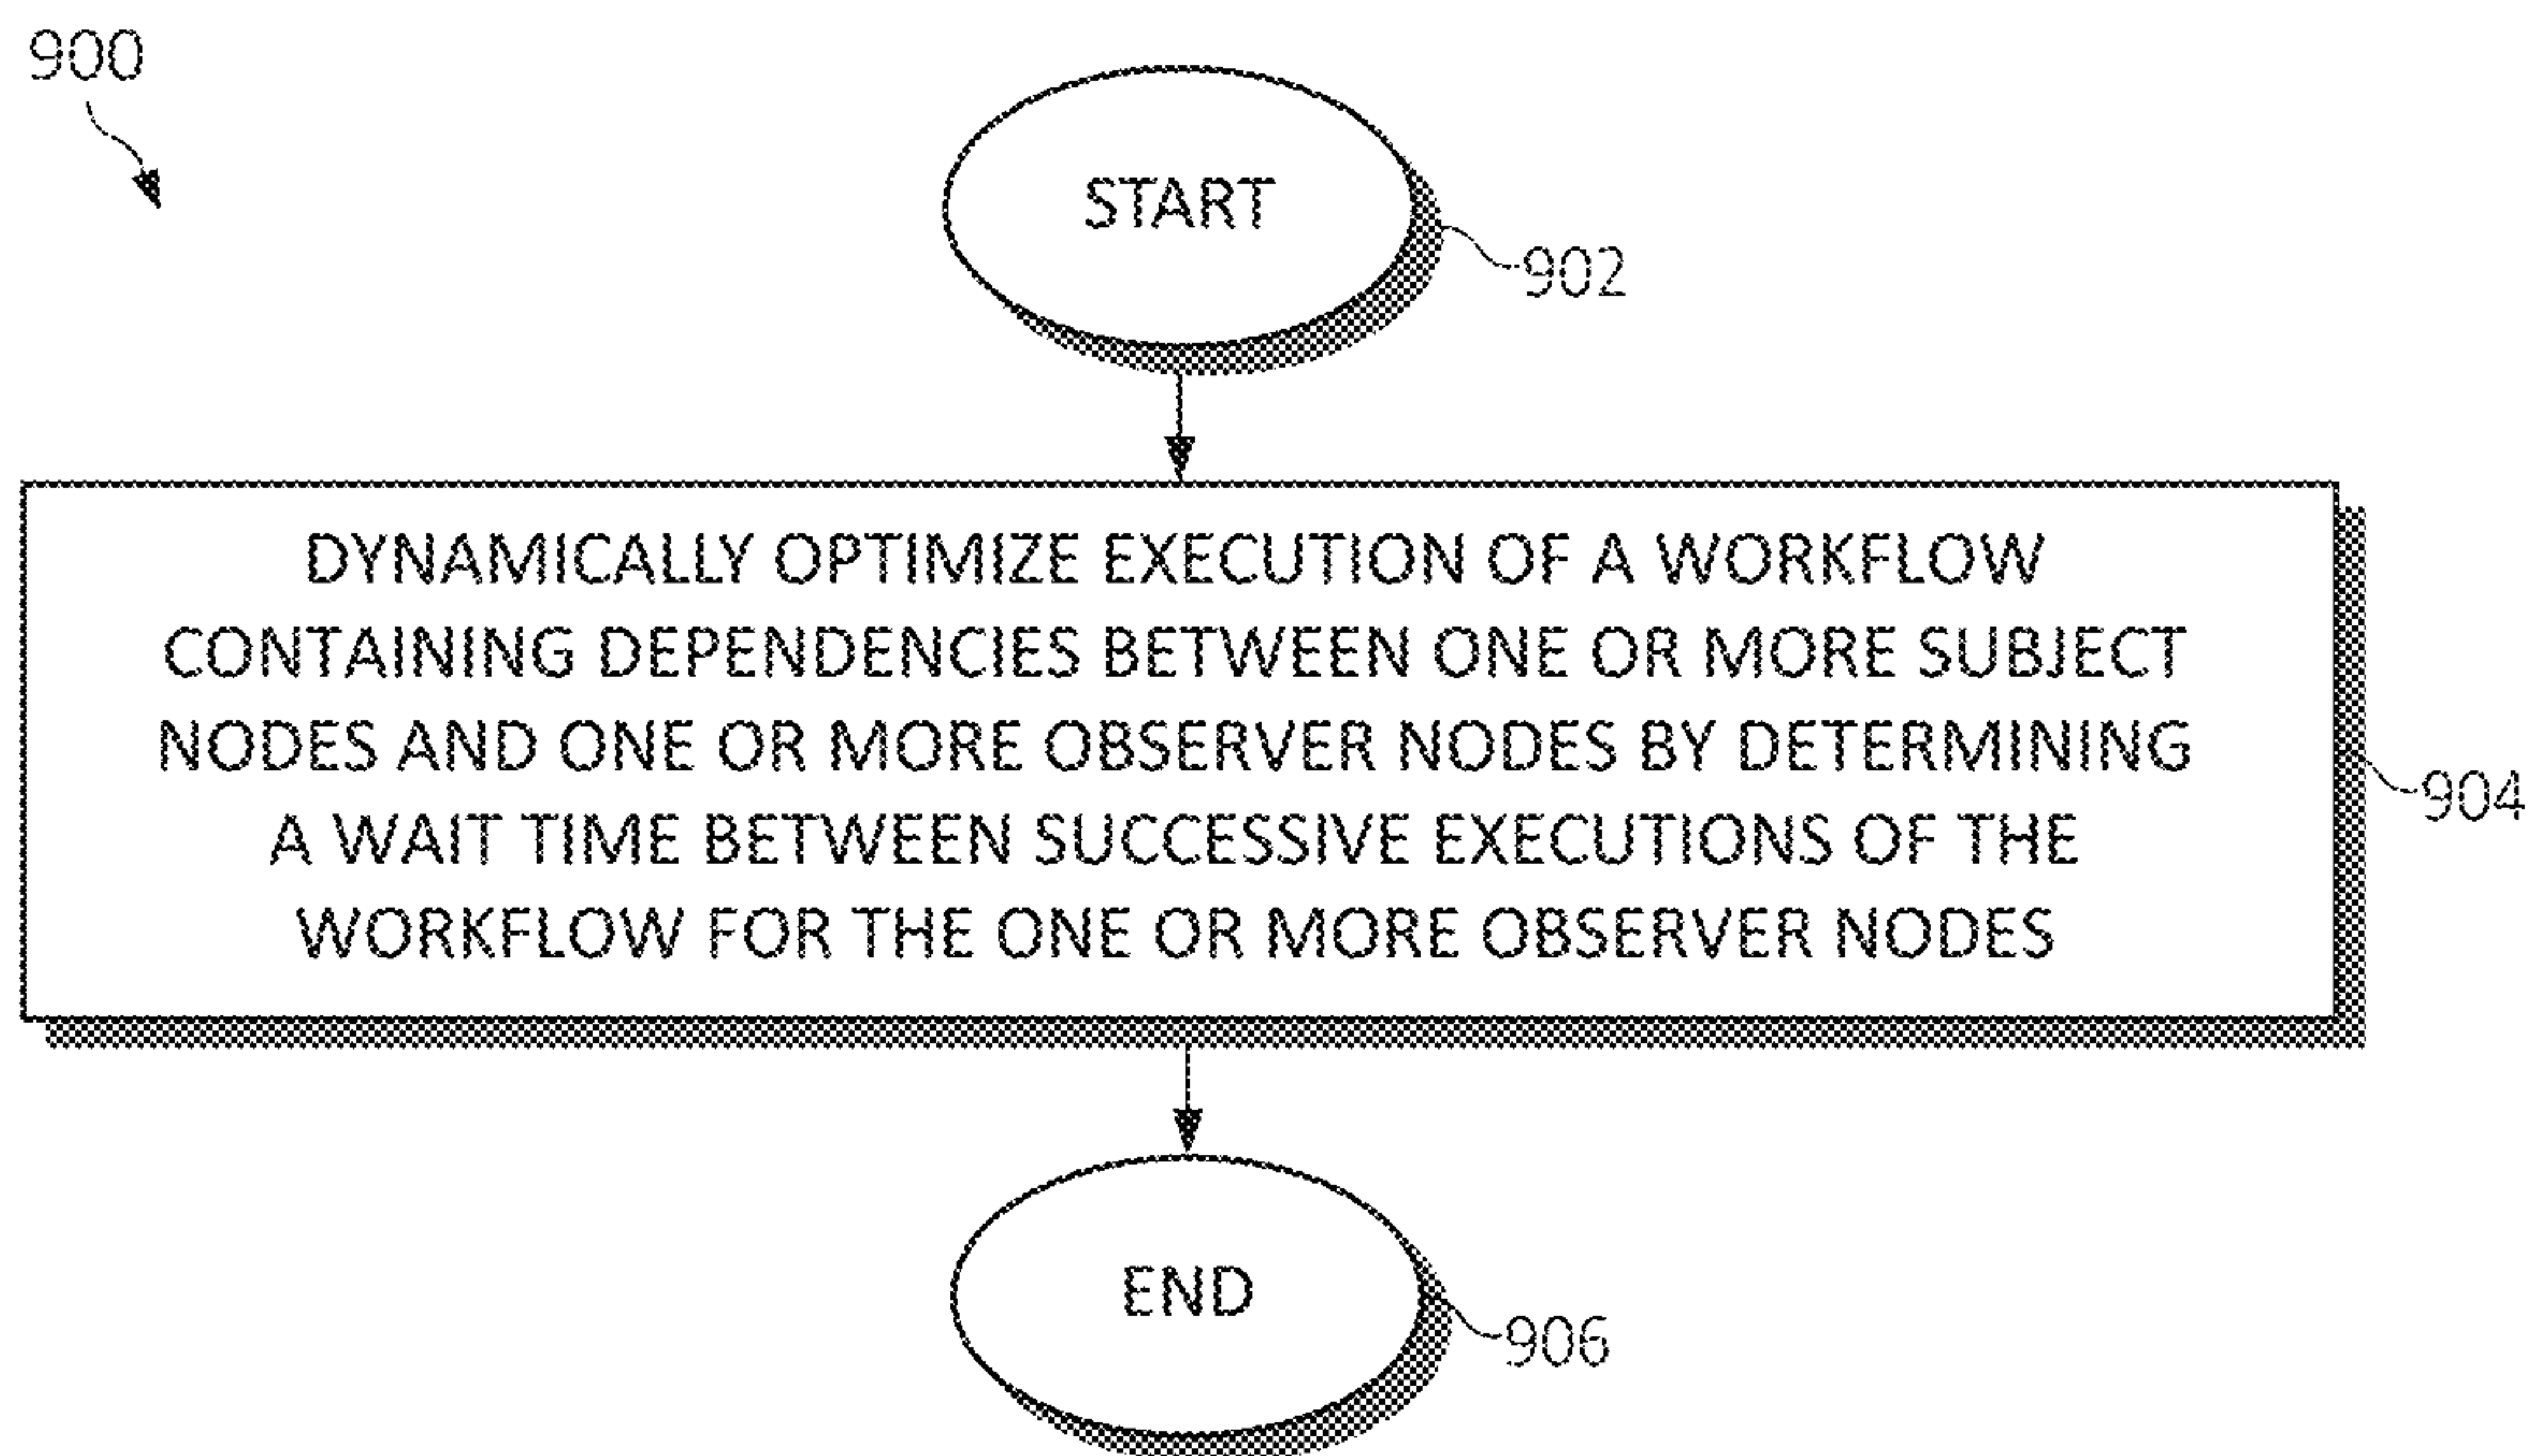 900
START
902
DYNAMICALLY OPTIMIZE EXECUTION OF A WORKFLOW
CONTAINING DEPENDENCIES BETWEEN ONE OR MORE SUBJECT
NODES AND ONE OR MORE OBSERVER NODES BY DETERMINING
A WAIT TIME BETWEEN SUCCESSIVE EXECUTIONS OF THE
WORKFLOW FOR THE ONE OR MORE OBSERVER NODES
904
END
906